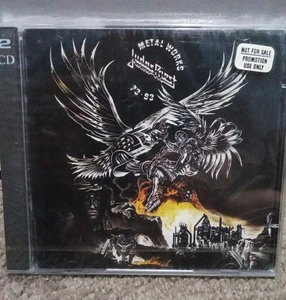 2
CD
METAL WORKS
Judas Priest
73-93
NOT FOR SALE
PROMOTION
USE ONLY